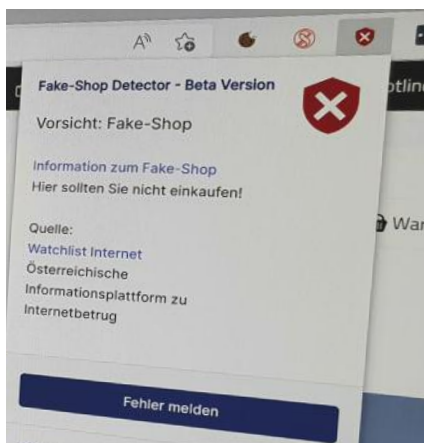 Fake-Shop Detector - Beta Version
Vorsicht: Fake-Shop
Information zum Fake-Shop
Hier sollten Sie nicht einkaufen!
Quelle:
Watchlist Internet
Österreichische
Informationsplattform zu
Internetbetrug
Fehler melden